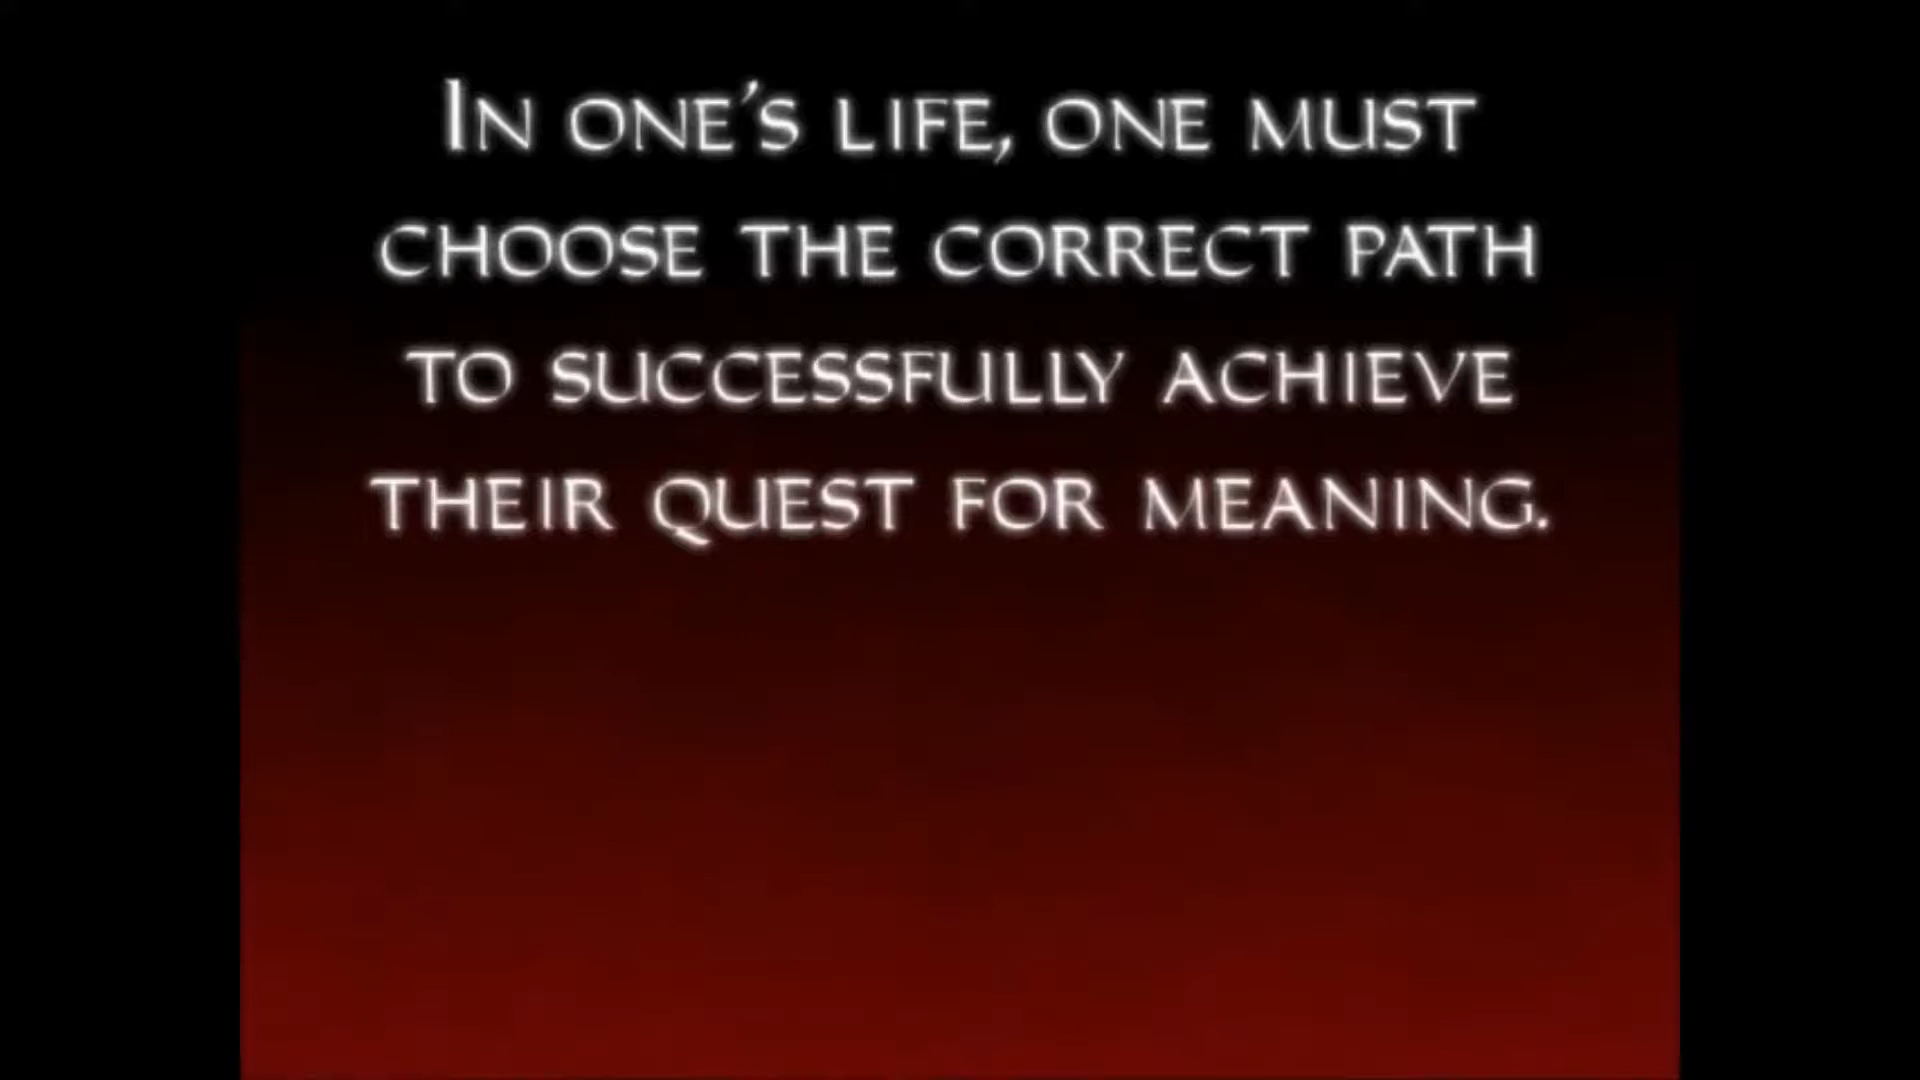 In one's life, one must
choose the correct path
to successfully achieve
their quest for meaning.